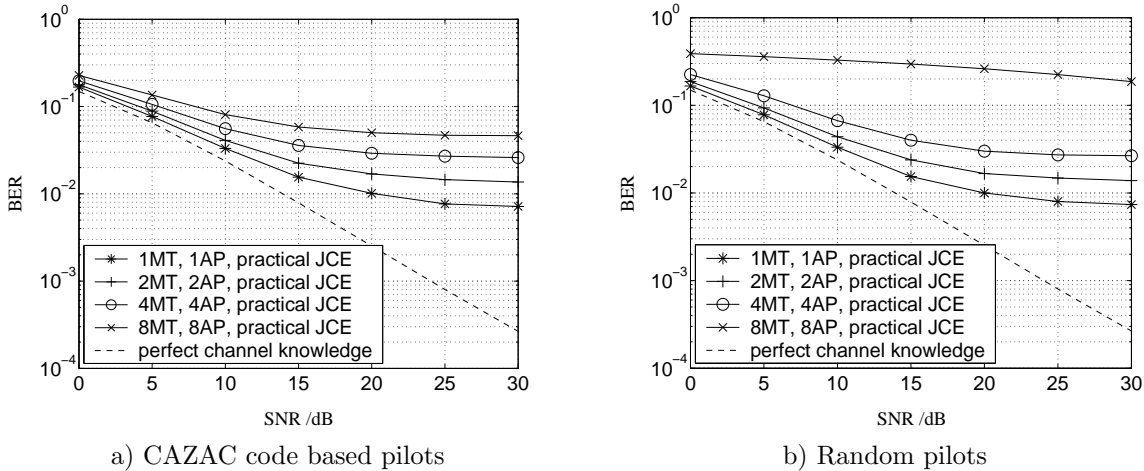 10^0
10^-1
10^-2
10^-3
10^-4
BER
0 5 10 15 20 25 30
SNR /dB
1MT, 1AP, practical JCE
2MT, 2AP, practical JCE
4MT, 4AP, practical JCE
8MT, 8AP, practical JCE
perfect channel knowledge
a) CAZAC code based pilots
10^0
10^-1
10^-2
10^-3
10^-4
BER
0 5 10 15 20 25 30
SNR /dB
1MT, 1AP, practical JCE
2MT, 2AP, practical JCE
4MT, 4AP, practical JCE
8MT, 8AP, practical JCE
perfect channel knowledge
b) Random pilots